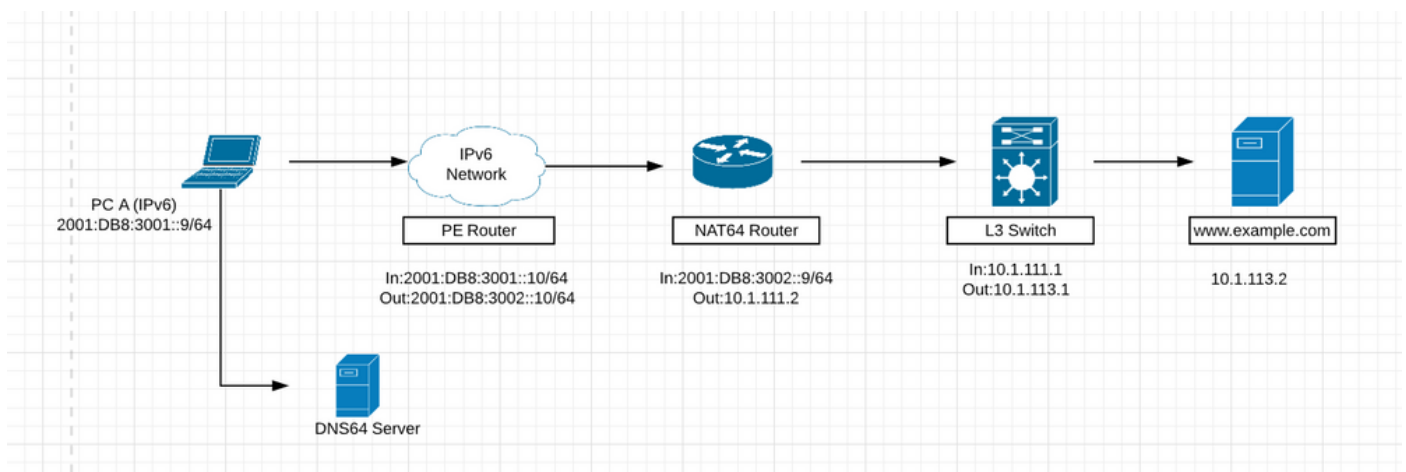 IPv6
Network
PC A (IPv6)
2001:DB8:3001::9/64
PE Router
NAT64 Router
L3 Switch
www.example.com
In:2001:DB8:3001::10/64
Out:2001:DB8:3002::10/64
In:2001:DB8:3002::9/64
Out:10.1.111.2
In:10.1.111.1
Out:10.1.113.1
10.1.113.2
DNS64 Server